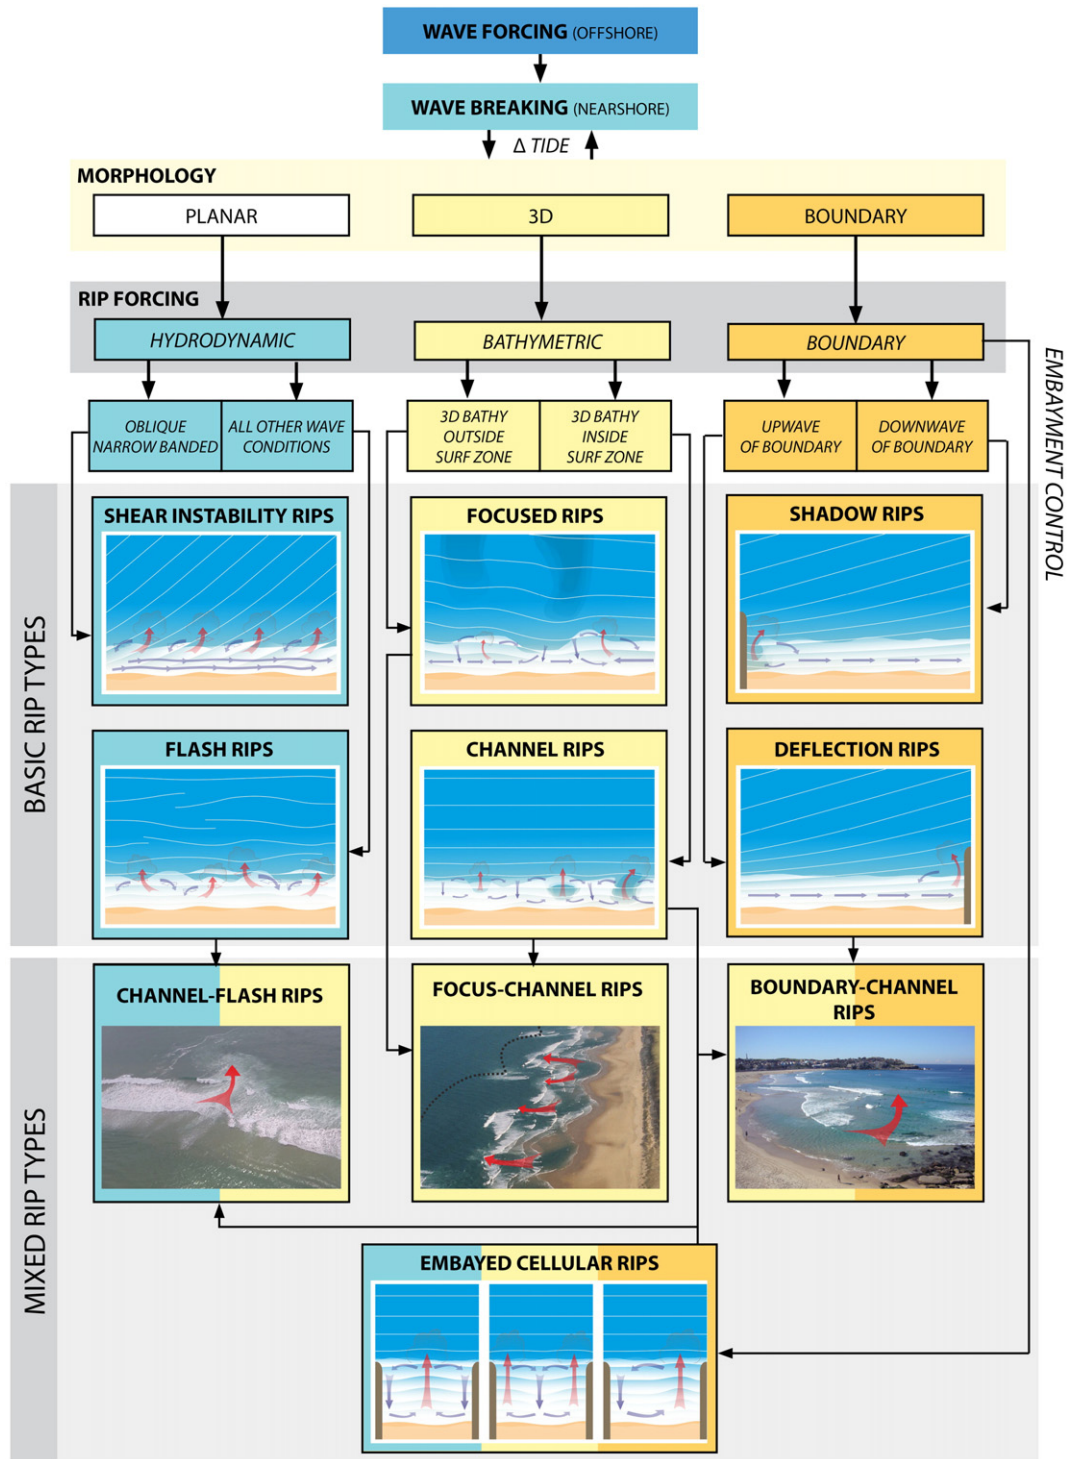 WAVE FORCING (OFFSHORE)
WAVE BREAKING (NEARSHORE)
Δ TIDE
MORPHOLOGY
PLANAR
3D
BOUNDARY
RIP FORCING
HYDRODYNAMIC
BATHYMETRIC
BOUNDARY
EMBAYMENT CONTROL
OBLIQUE
NARROW BANDED
ALL OTHER WAVE
CONDITIONS
3D BATHY
OUTSIDE
SURF ZONE
3D BATHY
INSIDE
SURF ZONE
UPWAVE
OF BOUNDARY
DOWNWAVE
OF BOUNDARY
BASIC RIP TYPES
SHEAR INSTABILITY RIPS
FOCUSED RIPS
SHADOW RIPS
FLASH RIPS
CHANNEL RIPS
DEFLECTION RIPS
MIXED RIP TYPES
CHANNEL-FLASH RIPS
FOCUS-CHANNEL RIPS
BOUNDARY-CHANNEL
RIPS
EMBAYED CELLULAR RIPS